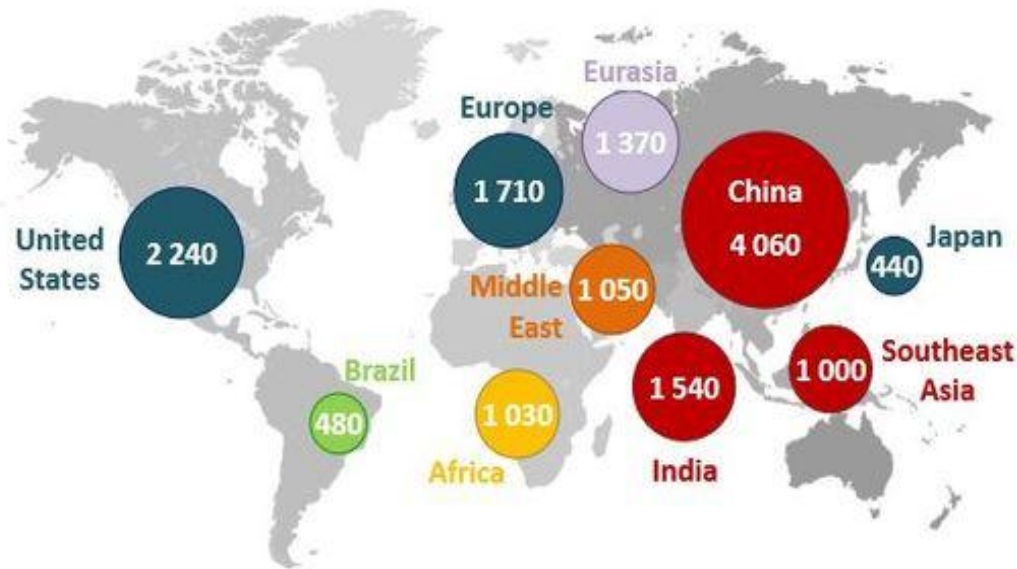 Eurasia
1 370
Europe
1 710
China
4 060
United
States
2 240
Japan
440
Middle
East
1 050
Southeast
Asia
1 000
India
1 540
Brazil
480
Africa
1 030